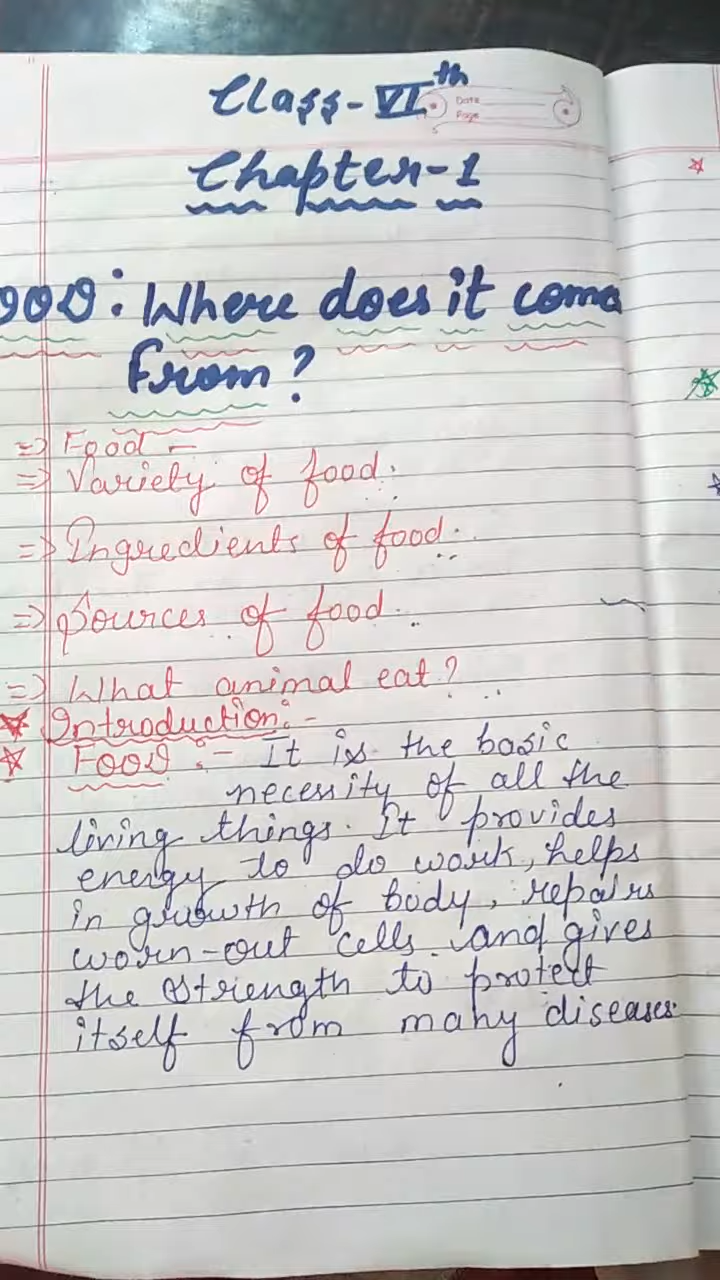 Class-VIth
Date
Page
Chapter-1
ood: Where does it come
From?
=> Food -
=> Variety of food.
=> Ingredients of food.
=> Sources of food.
=> What animal eat?
Introduction:-
Food:- It is the basic
necessity of all the
living things. It provides
energy to do work, helps
in growth of body, repairs
worn-out cells and gives
the strength to protect
itself from many diseases.